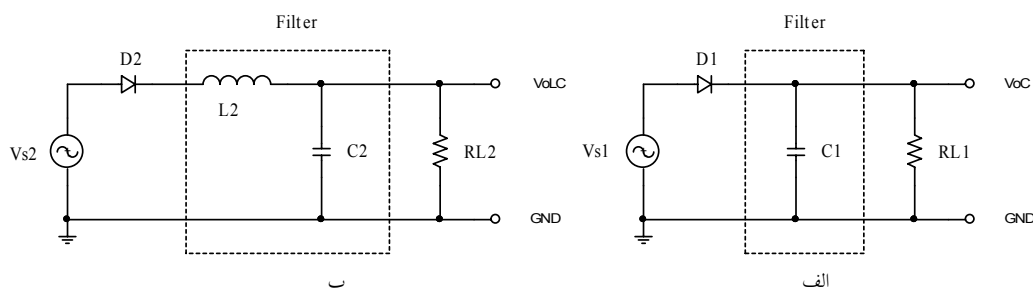 Filter
D2
L2
VoLC
Vs2
C2
RL2
GND
ب
Filter
D1
VoC
Vs1
C1
RL1
GND
الف